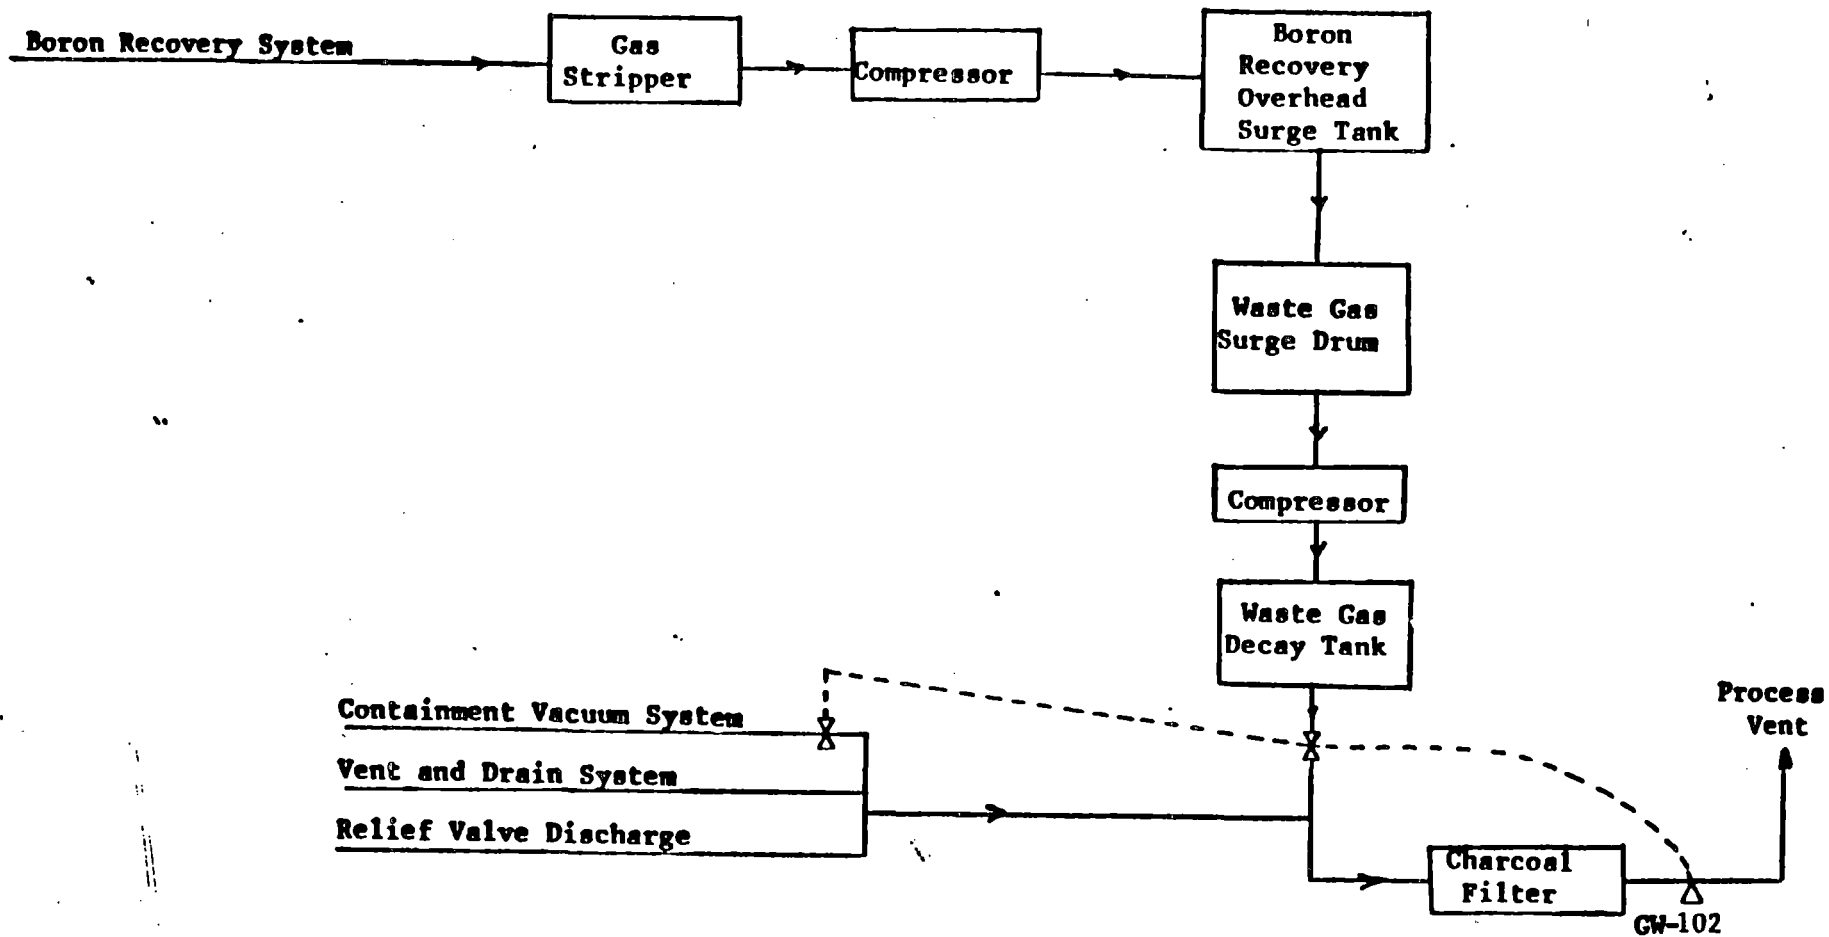 Boron Recovery System
Gas
Stripper
Compressor
Boron
Recovery
Overhead
Surge Tank
Waste Gas
Surge Drum
Compressor
Waste Gas
Decay Tank
Containment Vacuum System
Vent and Drain System
Relief Valve Discharge
Process
Vent
Charcoal
Filter
GW-102